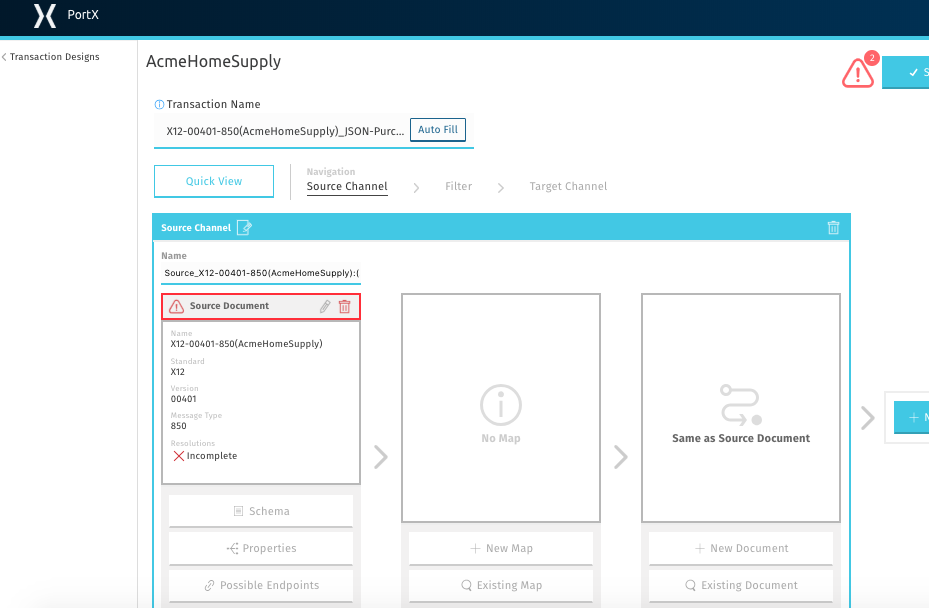 PortX
Transaction Designs
AcmeHomeSupply
2
S
Transaction Name
X12-00401-850(AcmeHomeSupply)_JSON-Purc...
Auto Fill
Quick View
Navigation
Source Channel
Filter
Target Channel
Source Channel
Name
Source_X12-00401-850(AcmeHomeSupply):(
Source Document
Name
X12-00401-850(AcmeHomeSupply)
Standard
X12
Version
00401
Message Type
850
Resolutions
Incomplete
No Map
Same as Source Document
+ N
Schema
+ New Map
+ New Document
Properties
Possible Endpoints
Existing Map
Existing Document